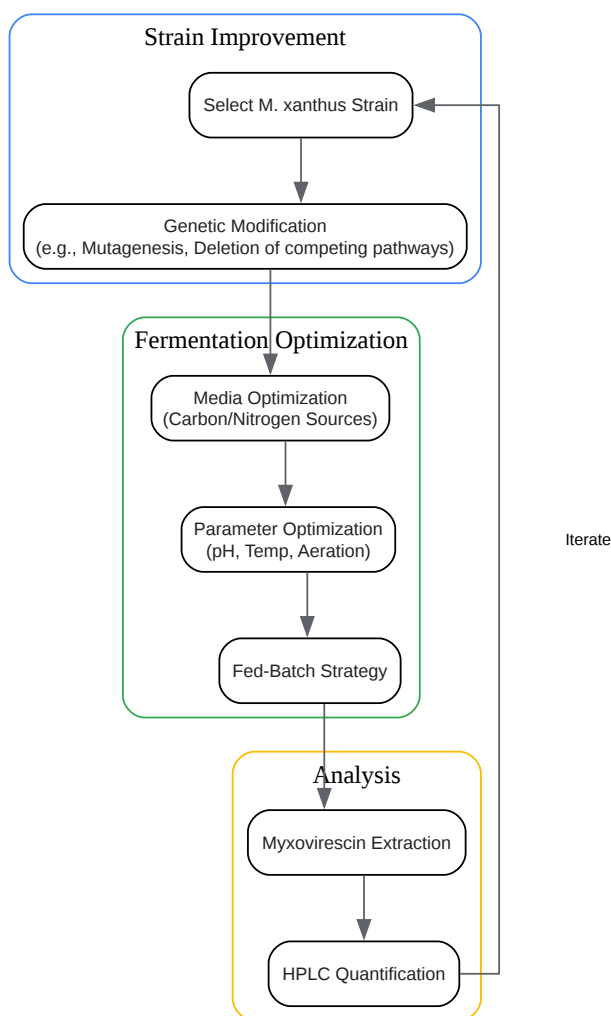 Strain Improvement
Select M. xanthus Strain
Genetic Modification
(e.g., Mutagenesis, Deletion of competing pathways)
Fermentation Optimization
Media Optimization
(Carbon/Nitrogen Sources)
Parameter Optimization
(pH, Temp, Aeration)
Iterate
Fed-Batch Strategy
Analysis
Myxovirescin Extraction
HPLC Quantification